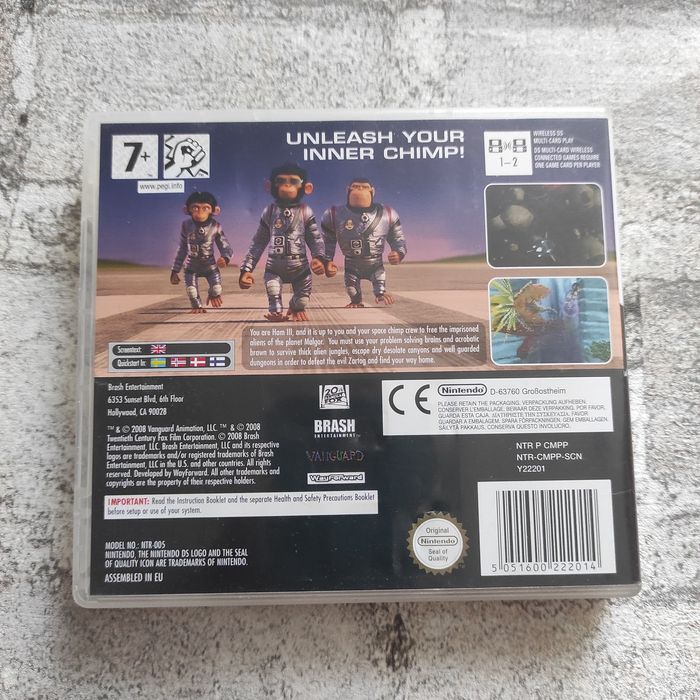 7+
www.pegi.info
UNLEASH YOUR
INNER CHIMP!
1-2
WIRELESS DS
MULTI-CARD PLAY
DS MULTI-CARD WIRELESS
CONNECTED GAMES REQUIRE
ONE GAME CARD PER PLAYER
Screentext:
Quickstart In:
You are Ham III, and it is up to you and your space chimp crew to free the imprisoned
aliens of the planet Malgor. You must use your problem solving brains and acrobatic
brawn to survive thick alien jungles, escape dry desolate canyons and well guarded
dungeons in order to defeat the evil Zartog and find your way home.
Brash Entertainment
6353 Sunset Blvd, 6th Floor
Hollywood, CA 90028
™ & © 2008 Vanguard Animation, LLC. ™ & © 2008
Twentieth Century Fox Film Corporation. © 2008 Brash
Entertainment, LLC. Brash Entertainment, LLC and its respective
logos are trademarks and/or registered trademarks of Brash
Entertainment, LLC in the U.S. and other countries. All rights
reserved. Developed by WayForward. All other trademarks and
copyrights are the property of their respective holders.
IMPORTANT: Read the Instruction Booklet and the separate Health and Safety Precautions Booklet
before setup or use of your system.
MODEL NO.: NTR-005
NINTENDO, THE NINTENDO DS LOGO AND THE SEAL
OF QUALITY ICON ARE TRADEMARKS OF NINTENDO.
ASSEMBLED IN EU
BRASH
ENTERTAINMENT
VANGUARD
WayForward
CE
Nintendo
D-63760 Großostheim
PLEASE RETAIN THE PACKAGING. VERPACKUNG AUFHEBEN.
CONSERVER L'EMBALLAGE. BEWAAR DEZE VERPAKKING. POR FAVOR,
GUARDAR ESTA CAJA. ΔΙΑΤΗΡΗΣΤΕ ΤΗΝ ΣΥΣΚΕΥΑΣΙΑ. POR FAVOR
GUARDAR A EMBALAGEM. SPARA FÖRPACKNINGEN. GEM EMBALLAGEN.
SÄILYTÄ PAKKAUS. CONSERVA QUESTO INVOLUCRO.
NTR P CMPP
NTR-CMPP-SCN
Y22201
Original
Nintendo
Seal of
Quality
5 051600 222014